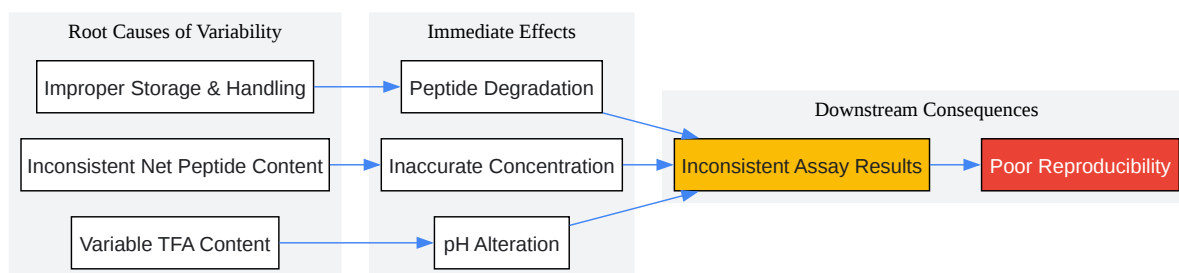 Root Causes of Variability
Improper Storage & Handling
Inconsistent Net Peptide Content
Variable TFA Content
Immediate Effects
Peptide Degradation
Inaccurate Concentration
pH Alteration
Downstream Consequences
Inconsistent Assay Results
Poor Reproducibility